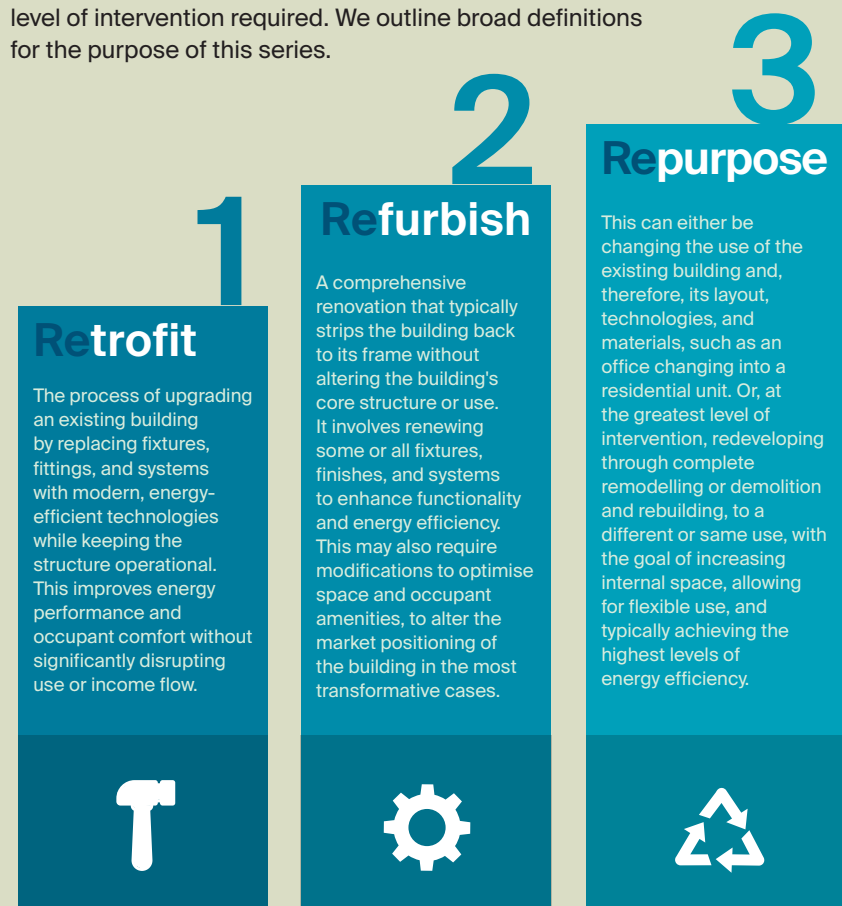 level of intervention required. We outline broad definitions
for the purpose of this series.
1
Retrofit
The process of upgrading
an existing building
by replacing fixtures,
fittings, and systems
with modern, energy-
efficient technologies
while keeping the
structure operational.
This improves energy
performance and
occupant comfort without
significantly disrupting
use or income flow.
2
Refurbish
A comprehensive
renovation that typically
strips the building back
to its frame without
altering the building's
core structure or use.
It involves renewing
some or all fixtures,
finishes, and systems
to enhance functionality
and energy efficiency.
This may also require
modifications to optimise
space and occupant
amenities, to alter the
market positioning of
the building in the most
transformative cases.
3
Repurpose
This can either be
changing the use of the
existing building and,
therefore, its layout,
technologies, and
materials, such as an
office changing into a
residential unit. Or, at
the greatest level of
intervention, redeveloping
through complete
remodelling or demolition
and rebuilding, to a
different or same use, with
the goal of increasing
internal space, allowing
for flexible use, and
typically achieving the
highest levels of
energy efficiency.